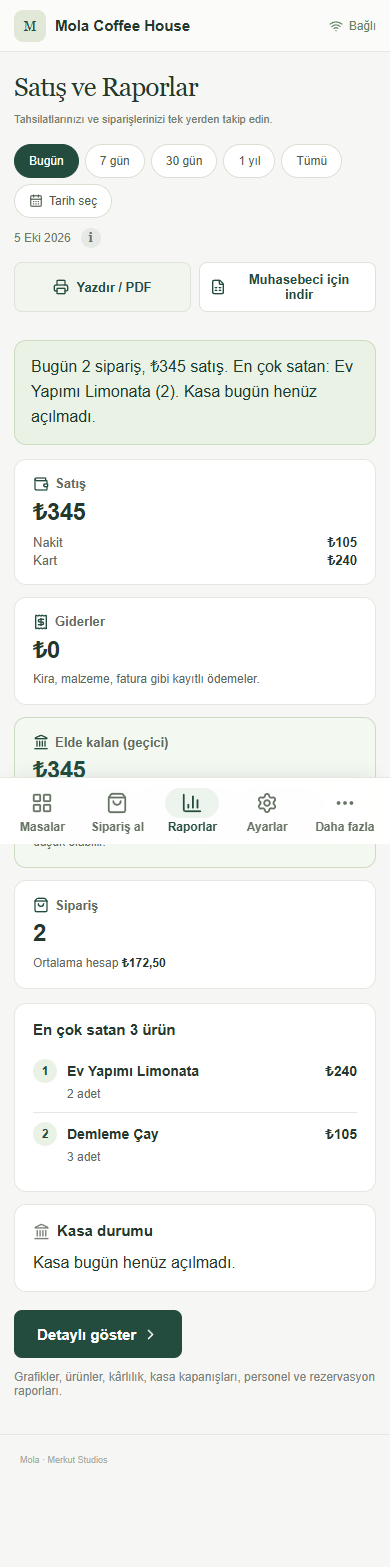 M
Mola Coffee House
Bağlı
Satış ve Raporlar
Tahsilatlarınızı ve siparişlerinizi tek yerden takip edin.
Bugün
7 gün
30 gün
1 yıl
Tümü
Tarih seç
5 Eki 2026
i
Yazdır / PDF
Muhasebeci için
indir
Bugün 2 sipariş, ₺345 satış. En çok satan: Ev
Yapımı Limonata (2). Kasa bugün henüz
açılmadı.
Satış
₺345
Nakit ₺105
Kart ₺240
Giderler
₺0
Kira, malzeme, fatura gibi kayıtlı ödemeler.
Elde kalan (geçici)
₺345
Masalar
Sipariş al
Raporlar
Ayarlar
Daha fazla
Sipariş
2
Ortalama hesap ₺172,50
En çok satan 3 ürün
1 Ev Yapımı Limonata ₺240
2 adet
2 Demleme Çay ₺105
3 adet
Kasa durumu
Kasa bugün henüz açılmadı.
Detaylı göster
Grafikler, ürünler, kârlılık, kasa kapanışları, personel ve rezervasyon
raporları.
Mola · Merkut Studios